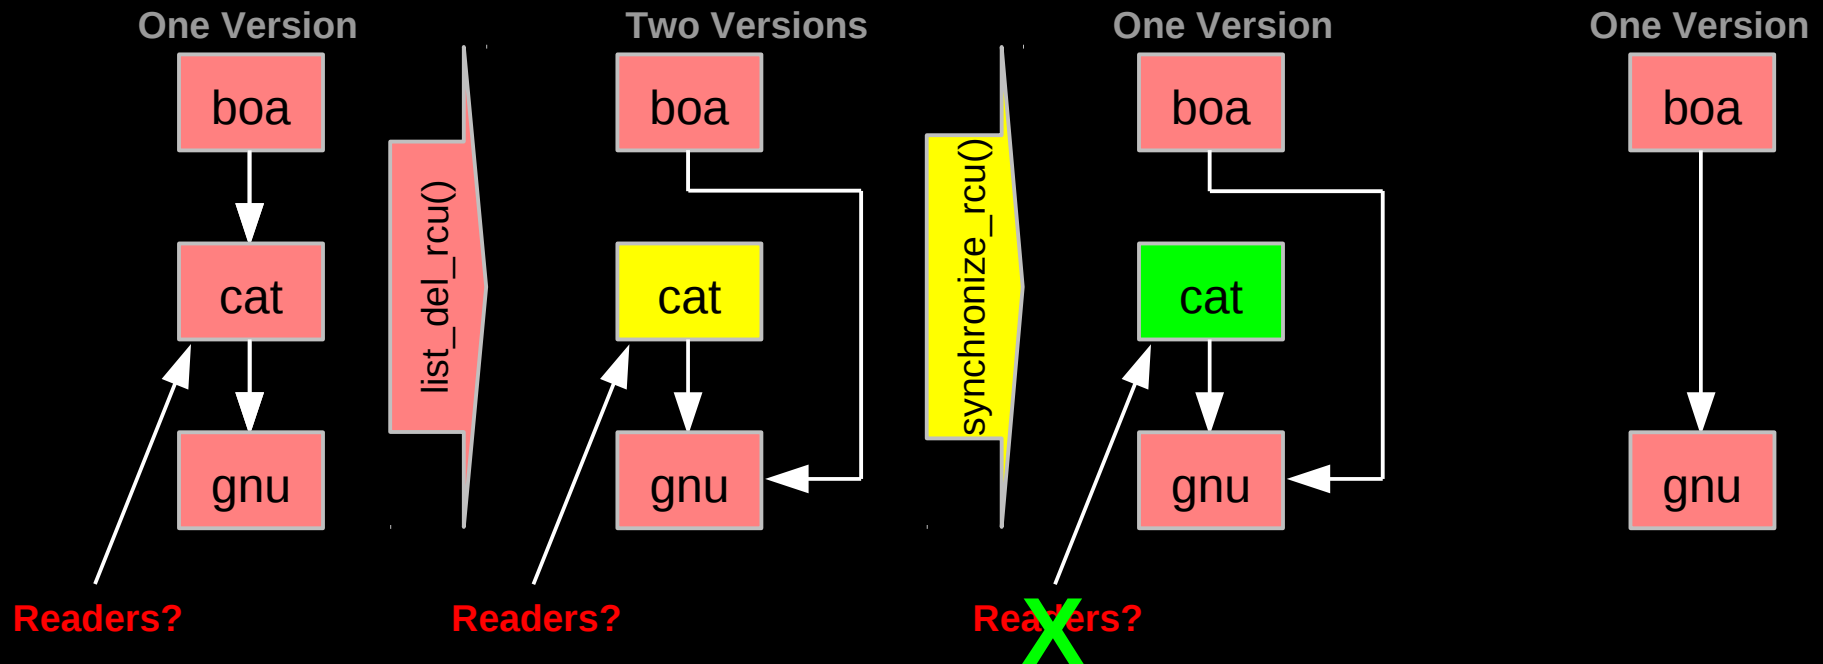 One Version
Two Versions
One Version
One Version
boa
boa
boa
boa
list_del_rcu()
synchronize_rcu()
cat
cat
cat
gnu
gnu
gnu
gnu
Readers?
Readers?
Readers?
X